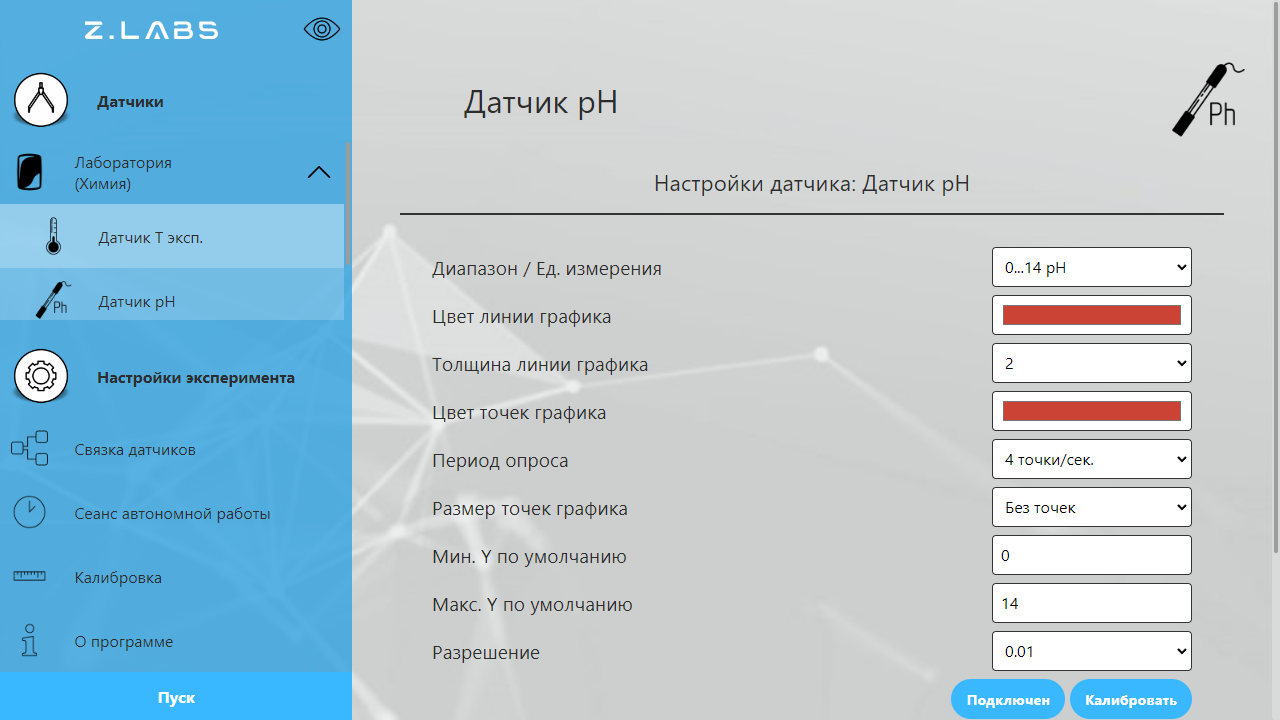 Z.LABS
Датчики
Лаборатория
(Химия)
Датчик T эксп.
Датчик pH
Ph
Настройки эксперимента
Связка датчиков
Сеанс автономной работы
Калибровка
О программе
Пуск
Датчик pH
Ph
Настройки датчика: Датчик pH
Диапазон / Ед. измерения
0...14 pH
Цвет линии графика
Толщина линии графика
2
Цвет точек графика
Период опроса
4 точки/сек.
Размер точек графика
Без точек
Мин. Y по умолчанию
0
Макс. Y по умолчанию
14
Разрешение
0.01
Подключен
Калибровать